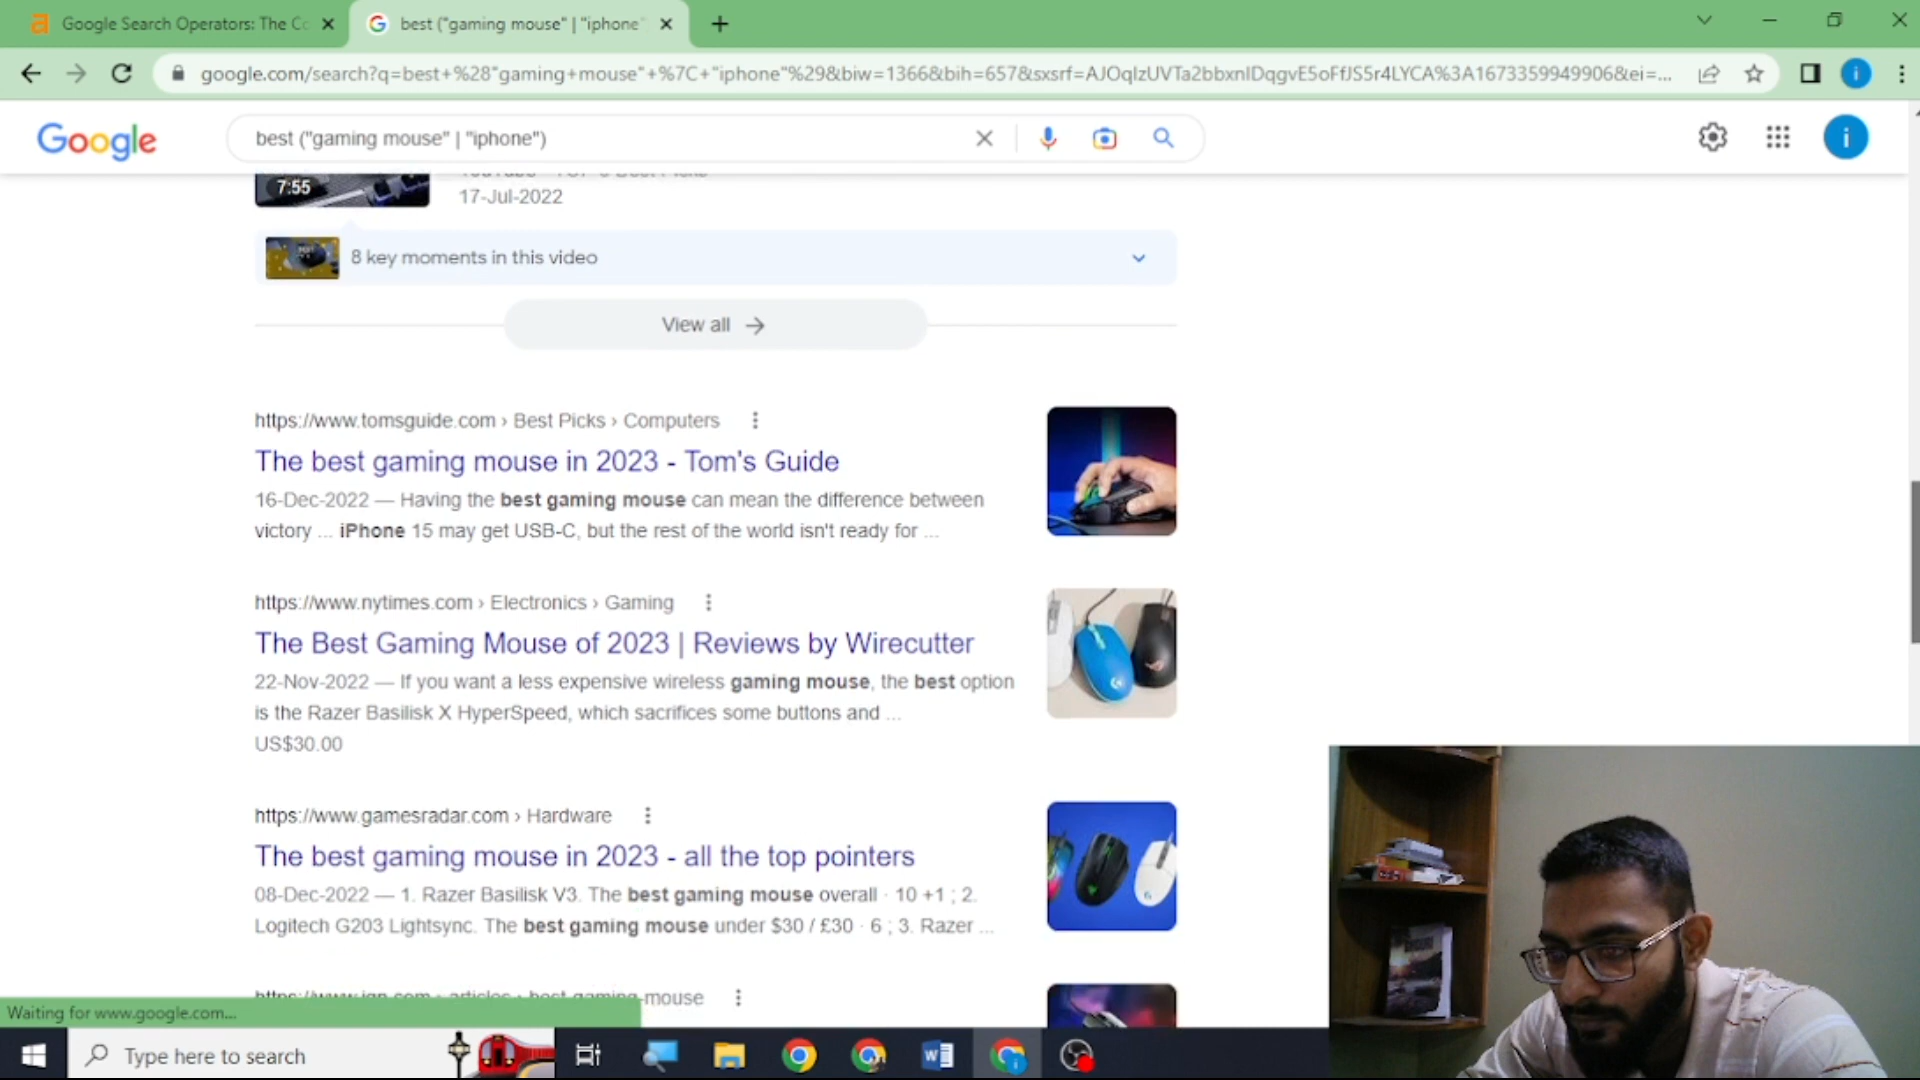 Google Search Operators: The Co
best ("gaming mouse" | "iphone"
google.com/search?q=best+%28"gaming+mouse"+%7C+"iphone"%29&biw=1366&bih=657&sxsrf=AJOqlzUVTa2bbxnIDqgvE5oFfJS5r4LYCA%3A1673359949906&ei=...
i
Google
best ("gaming mouse" | "iphone")
i
7:55
17-Jul-2022
8 key moments in this video
View all
https://www.tomsguide.com › Best Picks › Computers
The best gaming mouse in 2023 - Tom's Guide
16-Dec-2022 — Having the best gaming mouse can mean the difference between
victory ... iPhone 15 may get USB-C, but the rest of the world isn't ready for ...
https://www.nytimes.com › Electronics › Gaming
The Best Gaming Mouse of 2023 | Reviews by Wirecutter
22-Nov-2022 — If you want a less expensive wireless gaming mouse, the best option
is the Razer Basilisk X HyperSpeed, which sacrifices some buttons and ...
US$30.00
https://www.gamesradar.com › Hardware
The best gaming mouse in 2023 - all the top pointers
08-Dec-2022 — 1. Razer Basilisk V3. The best gaming mouse overall · 10 +1 ; 2.
Logitech G203 Lightsync. The best gaming mouse under $30 / £30 · 6 ; 3. Razer ...
https://www.ign.com › articles › best-gaming-mouse
Waiting for www.google.com...
Type here to search